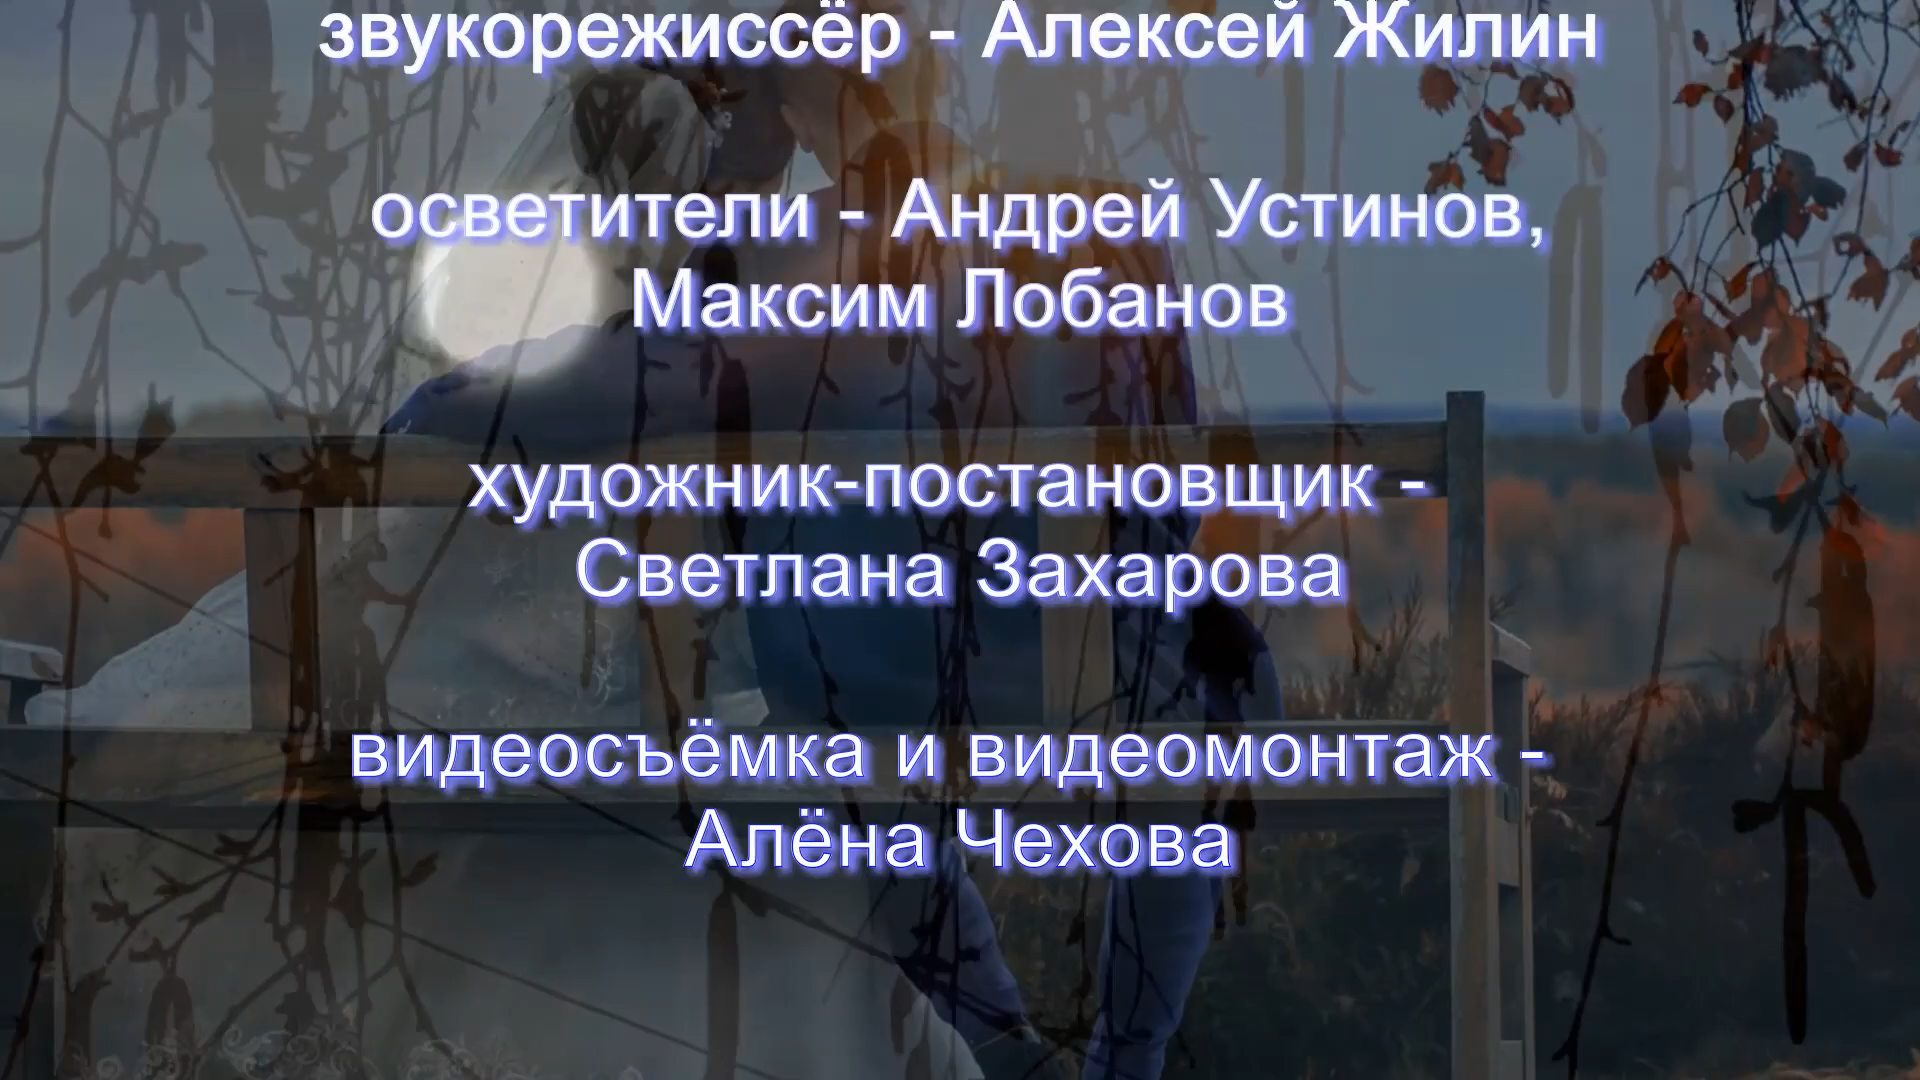 звукорежиссёр - Алексей Жилин
осветители - Андрей Устинов,
Максим Лобанов
художник-постановщик -
Светлана Захарова
видеосъёмка и видеомонтаж -
Алёна Чехова